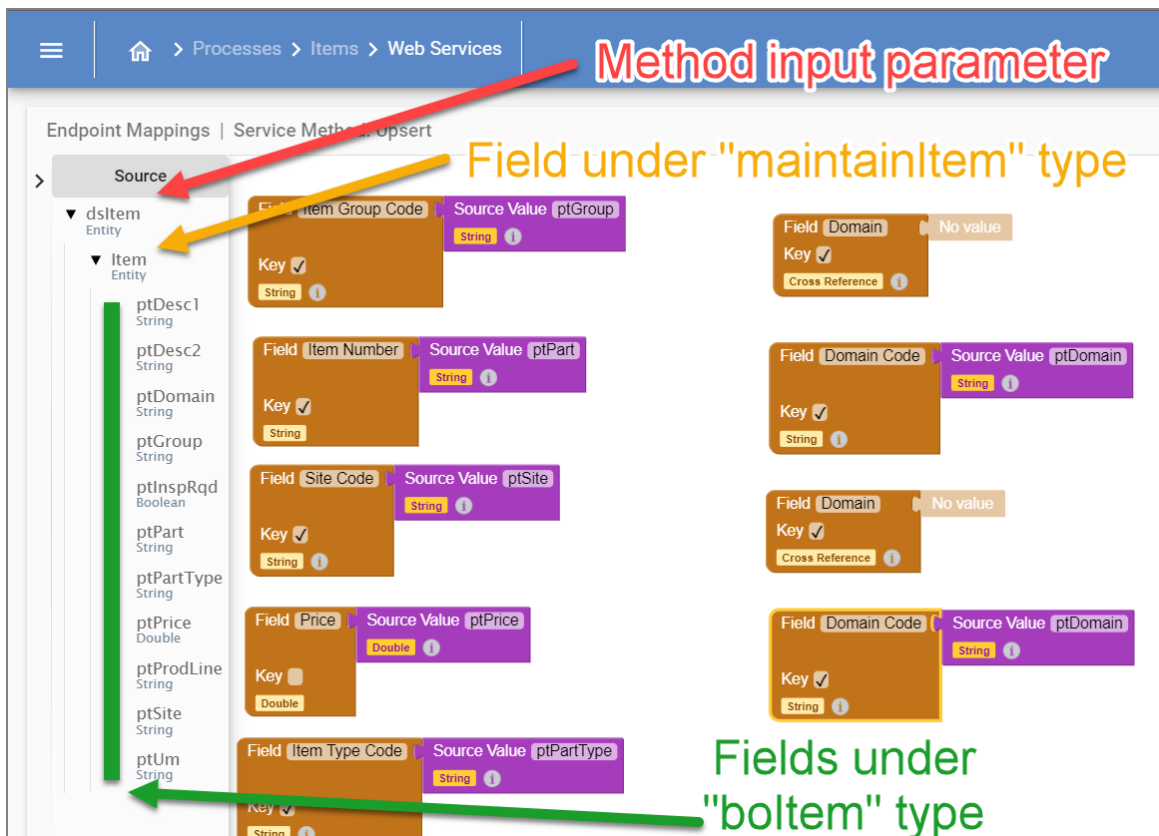 Processes > Items > Web Services
Method input parameter
Endpoint Mappings | Service Method: Upsert
Field under "maintainItem" type
Source
dsItem
Entity
Item
Entity
ptDesc1
String
ptDesc2
String
ptDomain
String
ptGroup
String
ptInspRqd
Boolean
ptPart
String
ptPartType
String
ptPrice
Double
ptProdLine
String
ptSite
String
ptUm
String
Field Item Group Code Source Value ptGroup
String
Key
String
Field Item Number Source Value ptPart
String
Key
String
Field Site Code Source Value ptSite
String
Key
String
Field Price Source Value ptPrice
Double
Key
Double
Field Item Type Code Source Value ptPartType
String
Key
String
Field Domain No value
Key
Cross Reference
Field Domain Code Source Value ptDomain
String
Key
String
Field Domain No value
Key
Cross Reference
Field Domain Code Source Value ptDomain
String
Key
String
Fields under
"boItem" type